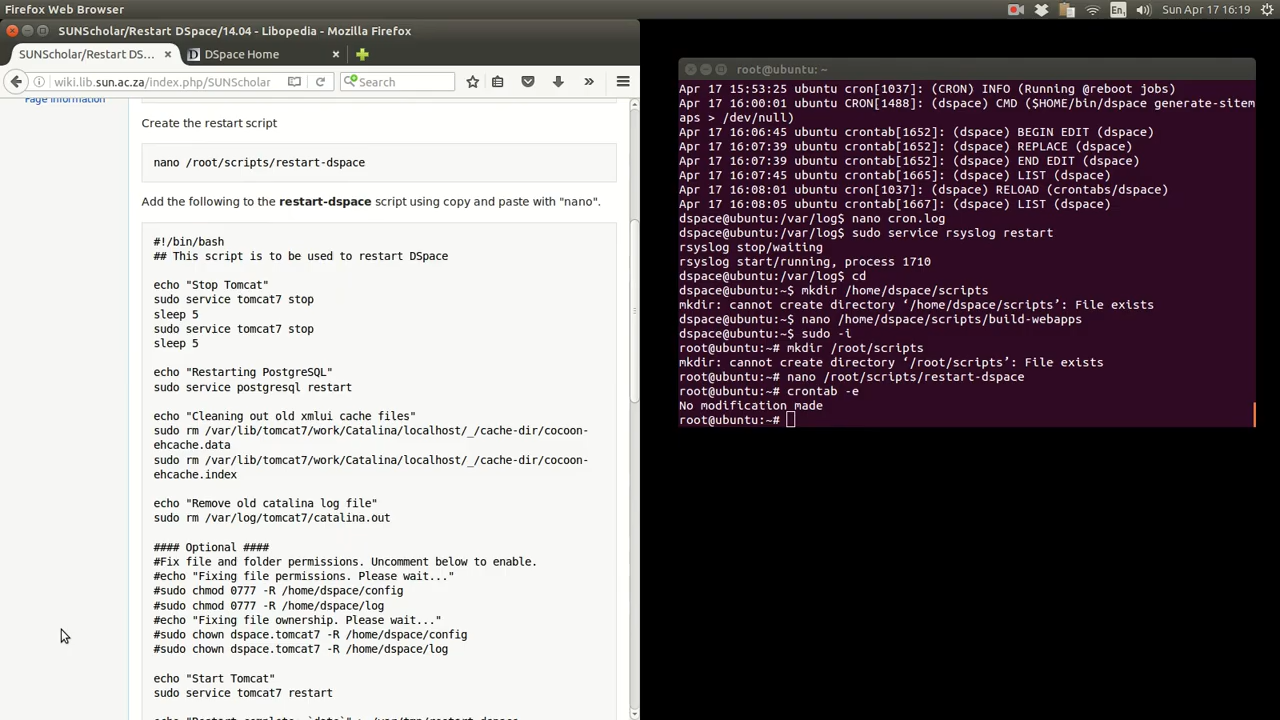 Firefox Web Browser
En1
Sun Apr 17 16:19
SUNScholar/Restart DSpace/14.04 - Libopedia - Mozilla Firefox
SUNScholar/Restart DS... ×
DSpace Home ×
wiki.lib.sun.ac.za/index.php/SUNScholar
Search
Page information
Create the restart script
nano /root/scripts/restart-dspace
Add the following to the restart-dspace script using copy and paste with "nano".
#!/bin/bash
## This script is to be used to restart DSpace
echo "Stop Tomcat"
sudo service tomcat7 stop
sleep 5
sudo service tomcat7 stop
sleep 5
echo "Restarting PostgreSQL"
sudo service postgresql restart
echo "Cleaning out old xmlui cache files"
sudo rm /var/lib/tomcat7/work/Catalina/localhost/_/cache-dir/cocoon-
ehcache.data
sudo rm /var/lib/tomcat7/work/Catalina/localhost/_/cache-dir/cocoon-
ehcache.index
echo "Remove old catalina log file"
sudo rm /var/log/tomcat7/catalina.out
#### Optional ####
#Fix file and folder permissions. Uncomment below to enable.
#echo "Fixing file permissions. Please wait..."
#sudo chmod 0777 -R /home/dspace/config
#sudo chmod 0777 -R /home/dspace/log
#echo "Fixing file ownership. Please wait..."
#sudo chown dspace.tomcat7 -R /home/dspace/config
#sudo chown dspace.tomcat7 -R /home/dspace/log
echo "Start Tomcat"
sudo service tomcat7 restart
echo "Restart complete: `date`" > /var/tmp/restart-dspace
root@ubuntu: ~
Apr 17 15:53:25 ubuntu cron[1037]: (CRON) INFO (Running @reboot jobs)
Apr 17 16:00:01 ubuntu CRON[1488]: (dspace) CMD ($HOME/bin/dspace generate-sitem
aps > /dev/null)
Apr 17 16:06:45 ubuntu crontab[1652]: (dspace) BEGIN EDIT (dspace)
Apr 17 16:07:39 ubuntu crontab[1652]: (dspace) REPLACE (dspace)
Apr 17 16:07:39 ubuntu crontab[1652]: (dspace) END EDIT (dspace)
Apr 17 16:07:45 ubuntu crontab[1665]: (dspace) LIST (dspace)
Apr 17 16:08:01 ubuntu cron[1037]: (dspace) RELOAD (crontabs/dspace)
Apr 17 16:08:05 ubuntu crontab[1667]: (dspace) LIST (dspace)
dspace@ubuntu:/var/log$ nano cron.log
dspace@ubuntu:/var/log$ sudo service rsyslog restart
rsyslog stop/waiting
rsyslog start/running, process 1710
dspace@ubuntu:/var/log$ cd
dspace@ubuntu:~$ mkdir /home/dspace/scripts
mkdir: cannot create directory ‘/home/dspace/scripts’: File exists
dspace@ubuntu:~$ nano /home/dspace/scripts/build-webapps
dspace@ubuntu:~$ sudo -i
root@ubuntu:~# mkdir /root/scripts
mkdir: cannot create directory ‘/root/scripts’: File exists
root@ubuntu:~# nano /root/scripts/restart-dspace
root@ubuntu:~# crontab -e
No modification made
root@ubuntu:~#